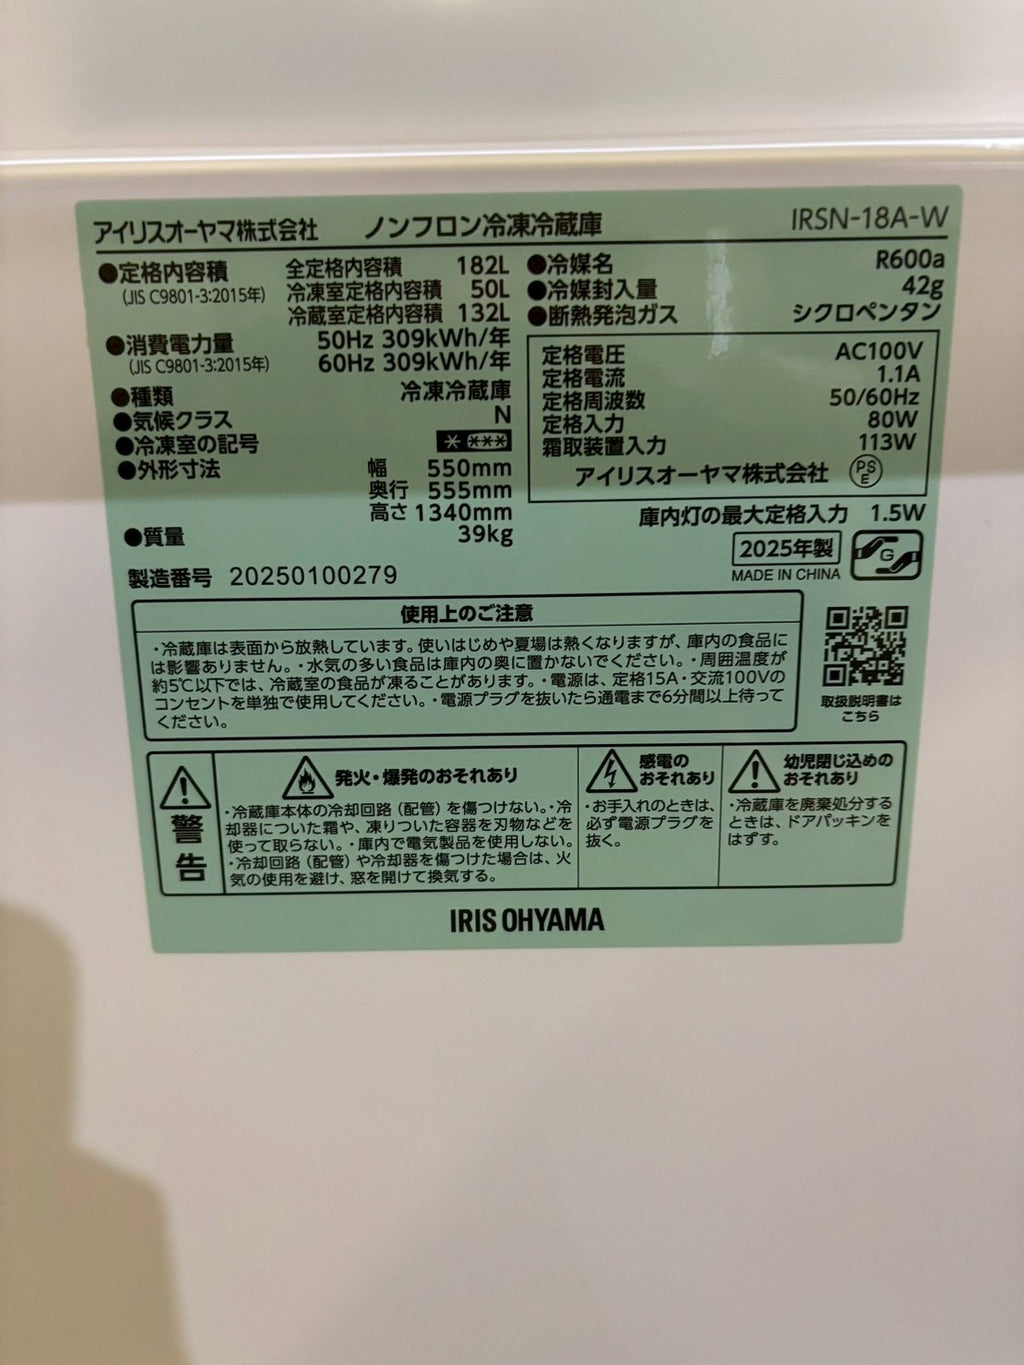 アイリスオーヤマ株式会社 ノンフロン冷凍冷蔵庫 IRSN-18A-W
●定格内容積 全定格内容積 182L
(JIS C9801-3:2015年) 冷凍室定格内容積 50L
冷蔵室定格内容積 132L
●消費電力量 50Hz 309kWh/年
(JIS C9801-3:2015年) 60Hz 309kWh/年
●種類 冷凍冷蔵庫
●気候クラス N
●冷凍室の記号 * ***
●外形寸法 幅 550mm
奥行 555mm
高さ 1340mm
●質量 39kg
製造番号 20250100279
●冷媒名 R600a
●冷媒封入量 42g
●断熱発泡ガス シクロペンタン
定格電圧 AC100V
定格電流 1.1A
定格周波数 50/60Hz
定格入力 80W
霜取装置入力 113W
アイリスオーヤマ株式会社 PSE
庫内灯の最大定格入力 1.5W
2025年製 G
MADE IN CHINA
使用上のご注意
・冷蔵庫は表面から放熱しています。使いはじめや夏場は熱くなりますが、庫内の食品に
は影響ありません。・水気の多い食品は庫内の奥に置かないでください。・周囲温度が
約5℃以下では、冷蔵室の食品が凍ることがあります。・電源は、定格15A・交流100Vの
コンセントを単独で使用してください。・電源プラグを抜いたら通電まで6分間以上待って
ください。
取扱説明書は
こちら
警告
発火・爆発のおそれあり
・冷蔵庫本体の冷却回路（配管）を傷つけない。・冷
却器についた霜や、凍りついた容器を刃物などを
使って取らない。・庫内で電気製品を使用しない。
・冷却回路（配管）や冷却器を傷つけた場合は、火
気の使用を避け、窓を開けて換気する。
感電の
おそれあり
・お手入れのときは、
必ず電源プラグを
抜く。
幼児閉じ込めの
おそれあり
・冷蔵庫を廃棄処分する
ときは、ドアパッキンを
はずす。
IRIS OHYAMA